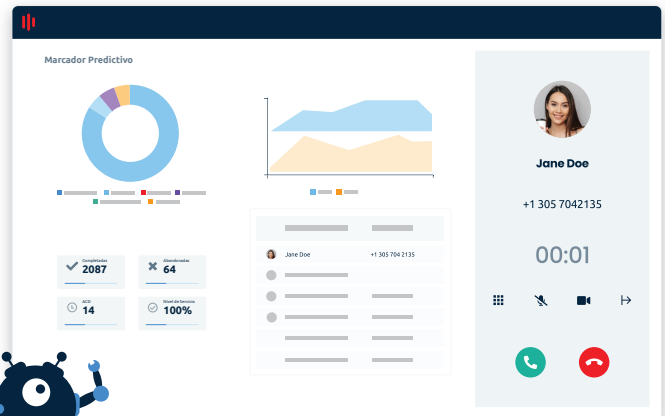 Marcador Predictivo
Completadas
2087
Abandonadas
64
ACD
14
Nivel de Servicio
100%
Jane Doe
+1 305 704 2135
Jane Doe
+1 305 7042135
00:01